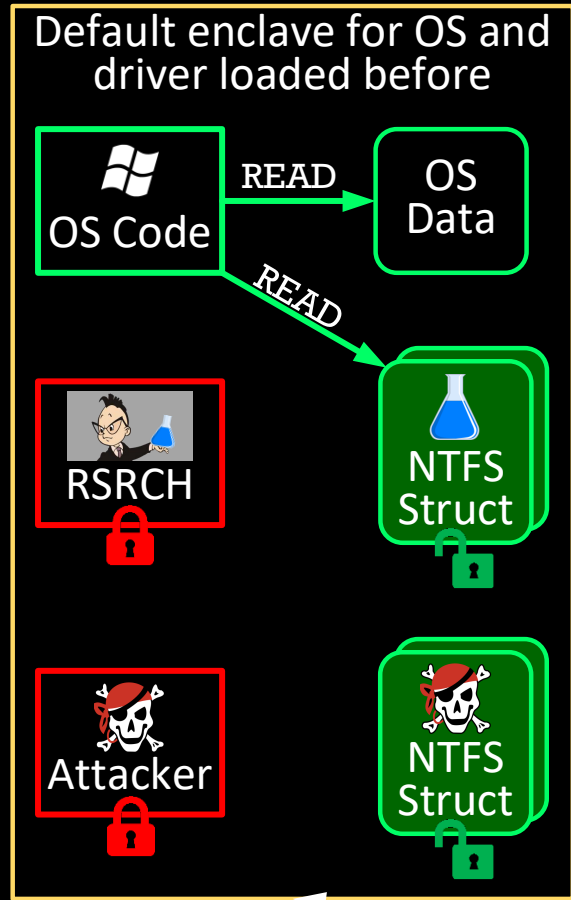 Default enclave for OS and
driver loaded before
OS Code
READ
OS
Data
READ
RSRCH
NTFS
Struct
Attacker
NTFS
Struct